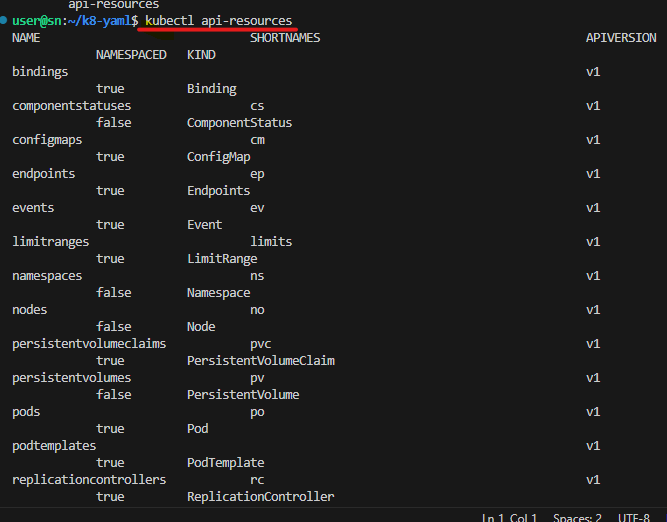 api-resources
user@sn:~/k8-yaml$ kubectl api-resources
NAME SHORTNAMES APIVERSION
NAMESPACED KIND
bindings v1
true Binding
componentstatuses cs v1
false ComponentStatus
configmaps cm v1
true ConfigMap
endpoints ep v1
true Endpoints
events ev v1
true Event
limitranges limits v1
true LimitRange
namespaces ns v1
false Namespace
nodes no v1
false Node
persistentvolumeclaims pvc v1
true PersistentVolumeClaim
persistentvolumes pv v1
false PersistentVolume
pods po v1
true Pod
podtemplates v1
true PodTemplate
replicationcontrollers rc v1
true ReplicationController
Ln 1, Col 1 Spaces: 2 UTF-8